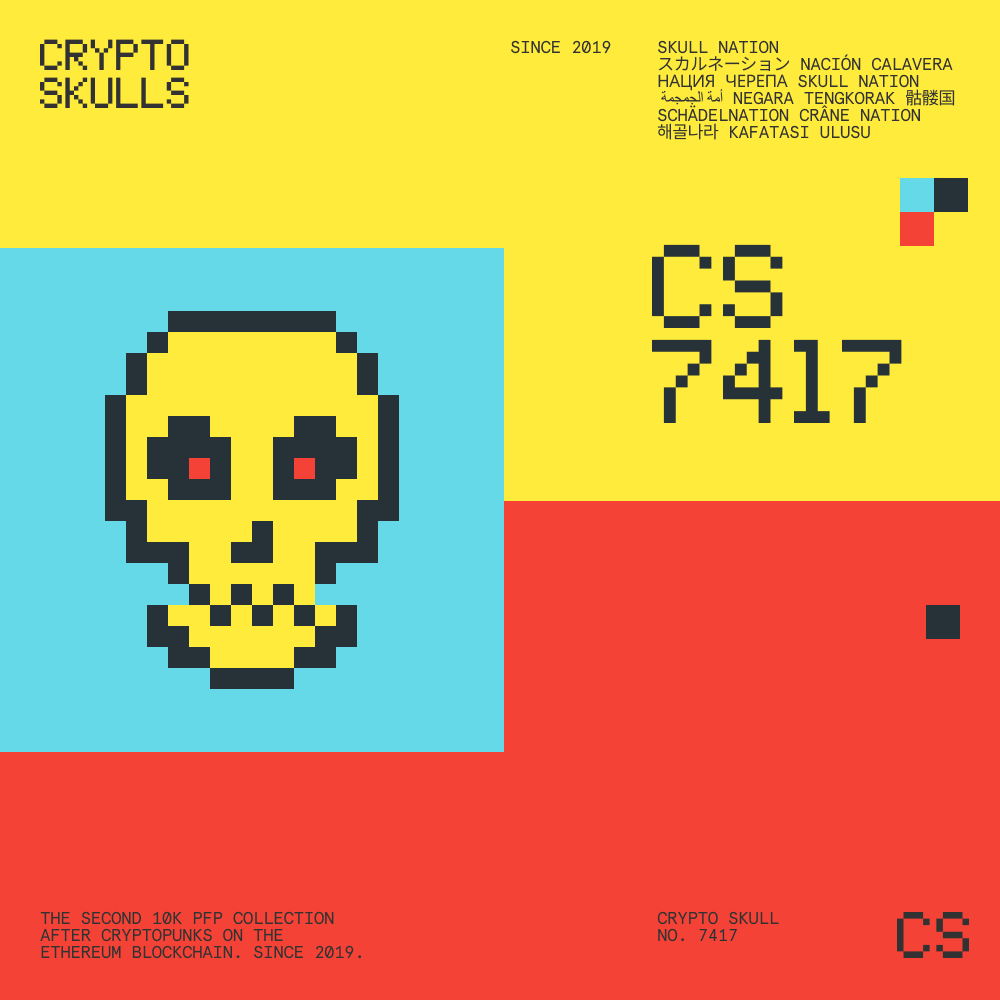 CRYPTO
SKULLS
SINCE 2019
SKULL NATION
スカルネーション NACIÓN CALAVERA
НАЦИЯ ЧЕРЕПА SKULL NATION
أمة الجمجمة NEGARA TENGKORAK 骷髅国
SCHÄDELNATION CRÂNE NATION
해골나라 KAFATASI ULUSU
CS
7417
THE SECOND 10K PFP COLLECTION
AFTER CRYPTOPUNKS ON THE
ETHEREUM BLOCKCHAIN. SINCE 2019.
CRYPTO SKULL
NO. 7417
CS